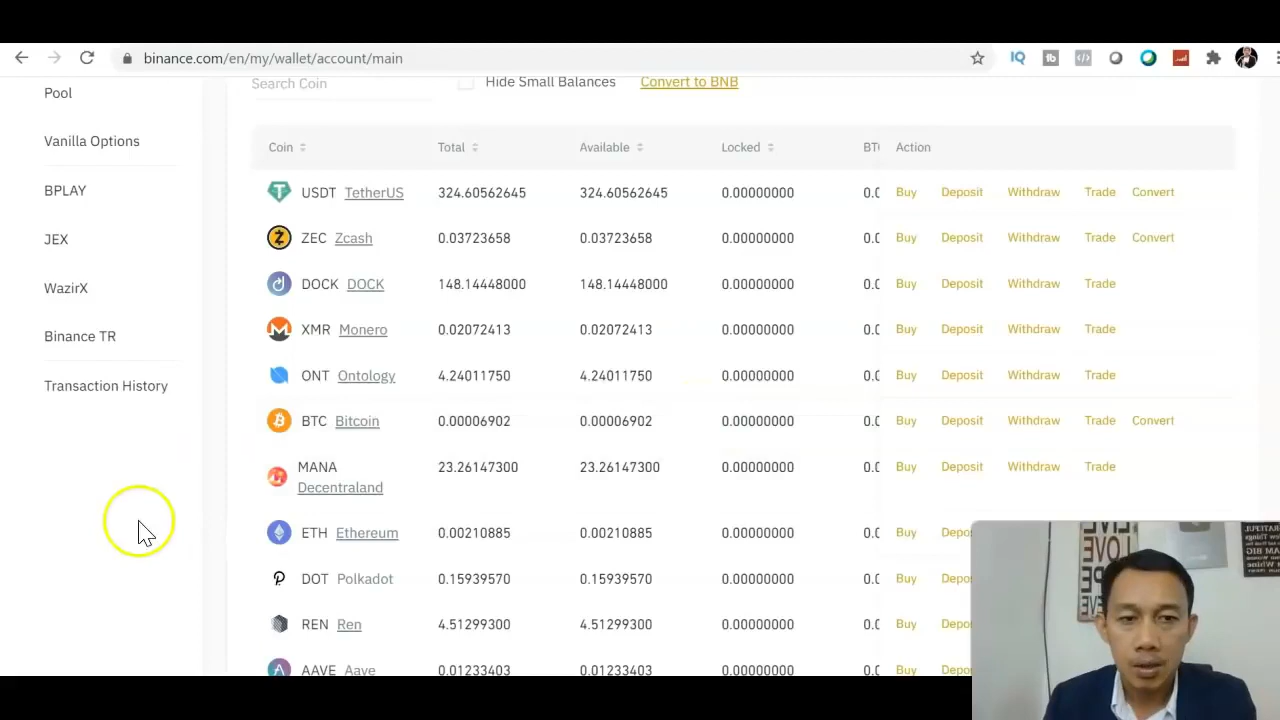 binance.com/en/my/wallet/account/main
Search Coin Hide Small Balances Convert to BNB
Pool
Vanilla Options
BPLAY
JEX
WazirX
Binance TR
Transaction History
Coin Total Available Locked Action
USDT TetherUS 324.60562645 324.60562645 0.00000000 Buy Deposit Withdraw Trade Convert
ZEC Zcash 0.03723658 0.03723658 0.00000000 Buy Deposit Withdraw Trade Convert
DOCK DOCK 148.14448000 148.14448000 0.00000000 Buy Deposit Withdraw Trade
XMR Monero 0.02072413 0.02072413 0.00000000 Buy Deposit Withdraw Trade
ONT Ontology 4.24011750 4.24011750 0.00000000 Buy Deposit Withdraw Trade
BTC Bitcoin 0.00006902 0.00006902 0.00000000 Buy Deposit Withdraw Trade Convert
MANA 23.26147300 23.26147300 0.00000000 Buy Deposit Withdraw Trade
Decentraland
ETH Ethereum 0.00210885 0.00210885 0.00000000 Buy
DOT Polkadot 0.15939570 0.15939570 0.00000000 Buy
REN Ren 4.51299300 4.51299300 0.00000000 Buy
AAVE Aave 0.01233403 0.01233403 0.00000000 Buy
LIVE
LOVE